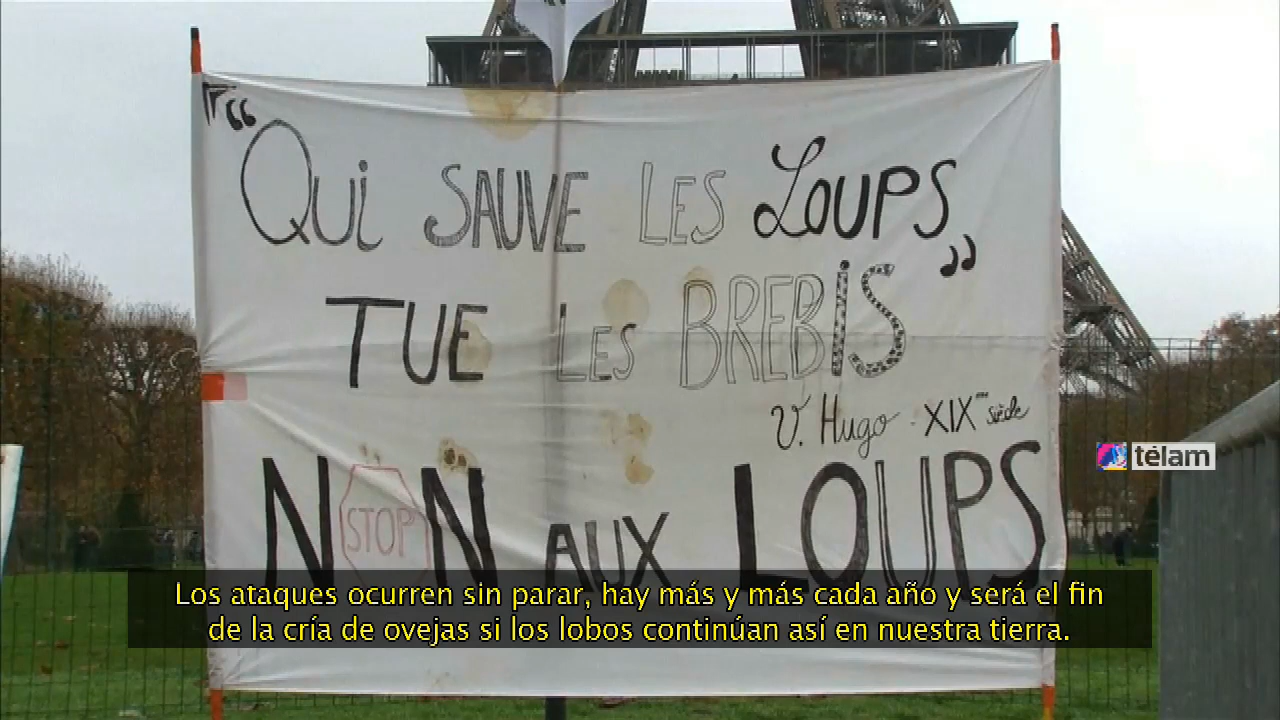 “Qui SAUVE LES LOUPS,
TUE LES BREBIS”
V. Hugo . XIXème siècle
NON AUX LOUPS
STOP
télam
Los ataques ocurren sin parar, hay más y más cada año y será el fin
de la cría de ovejas si los lobos continúan así en nuestra tierra.